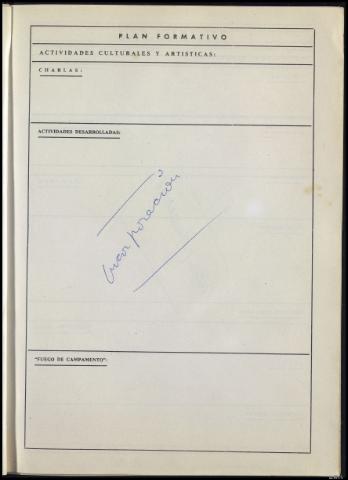 PLAN FORMATIVO
ACTIVIDADES CULTURALES Y ARTISTICAS:
CHARLAS:
ACTIVIDADES DESARROLLADAS:
Incorporación
"FUEGO DE CAMPAMENTO":